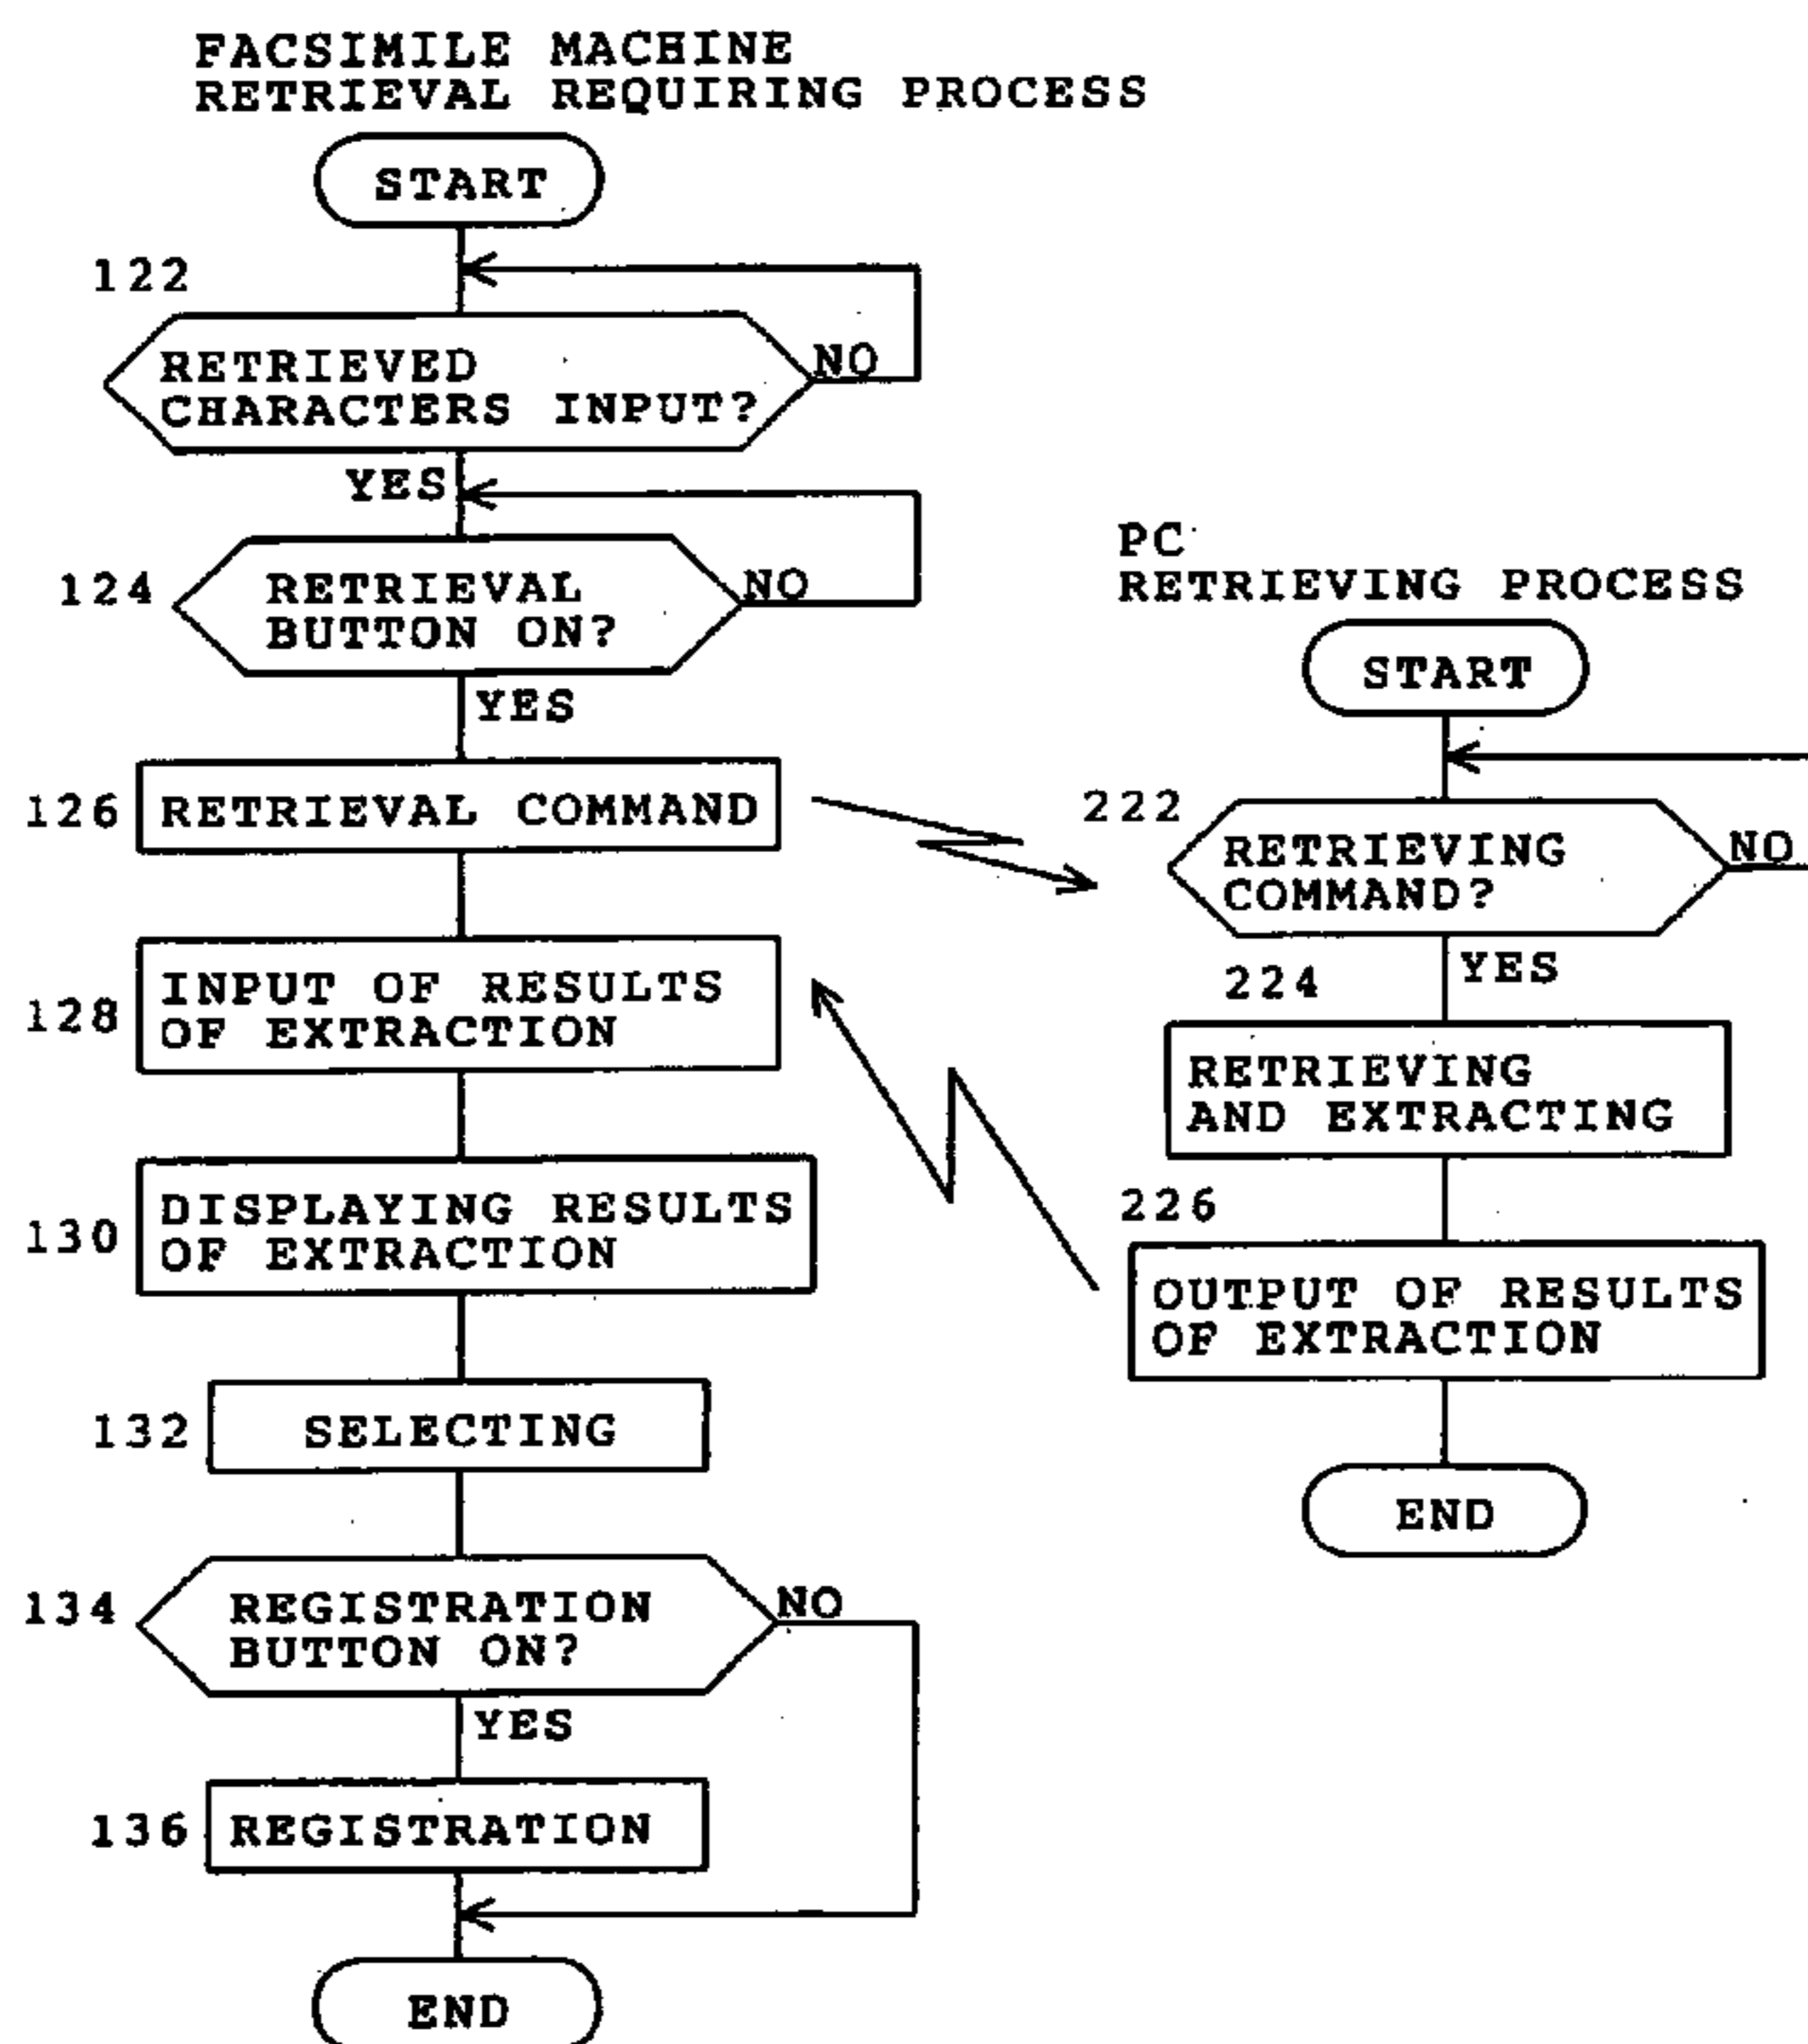 FACSIMILE MACHINE
RETRIEVAL REQUIRING PROCESS
START
122
RETRIEVED
CHARACTERS INPUT?
NO
YES
124
RETRIEVAL
BUTTON ON?
NO
YES
126
RETRIEVAL COMMAND
128
INPUT OF RESULTS
OF EXTRACTION
130
DISPLAYING RESULTS
OF EXTRACTION
132
SELECTING
134
REGISTRATION
BUTTON ON?
NO
YES
136
REGISTRATION
END
PC
RETRIEVING PROCESS
START
222
RETRIEVING
COMMAND?
NO
YES
224
RETRIEVING
AND EXTRACTING
226
OUTPUT OF RESULTS
OF EXTRACTION
END